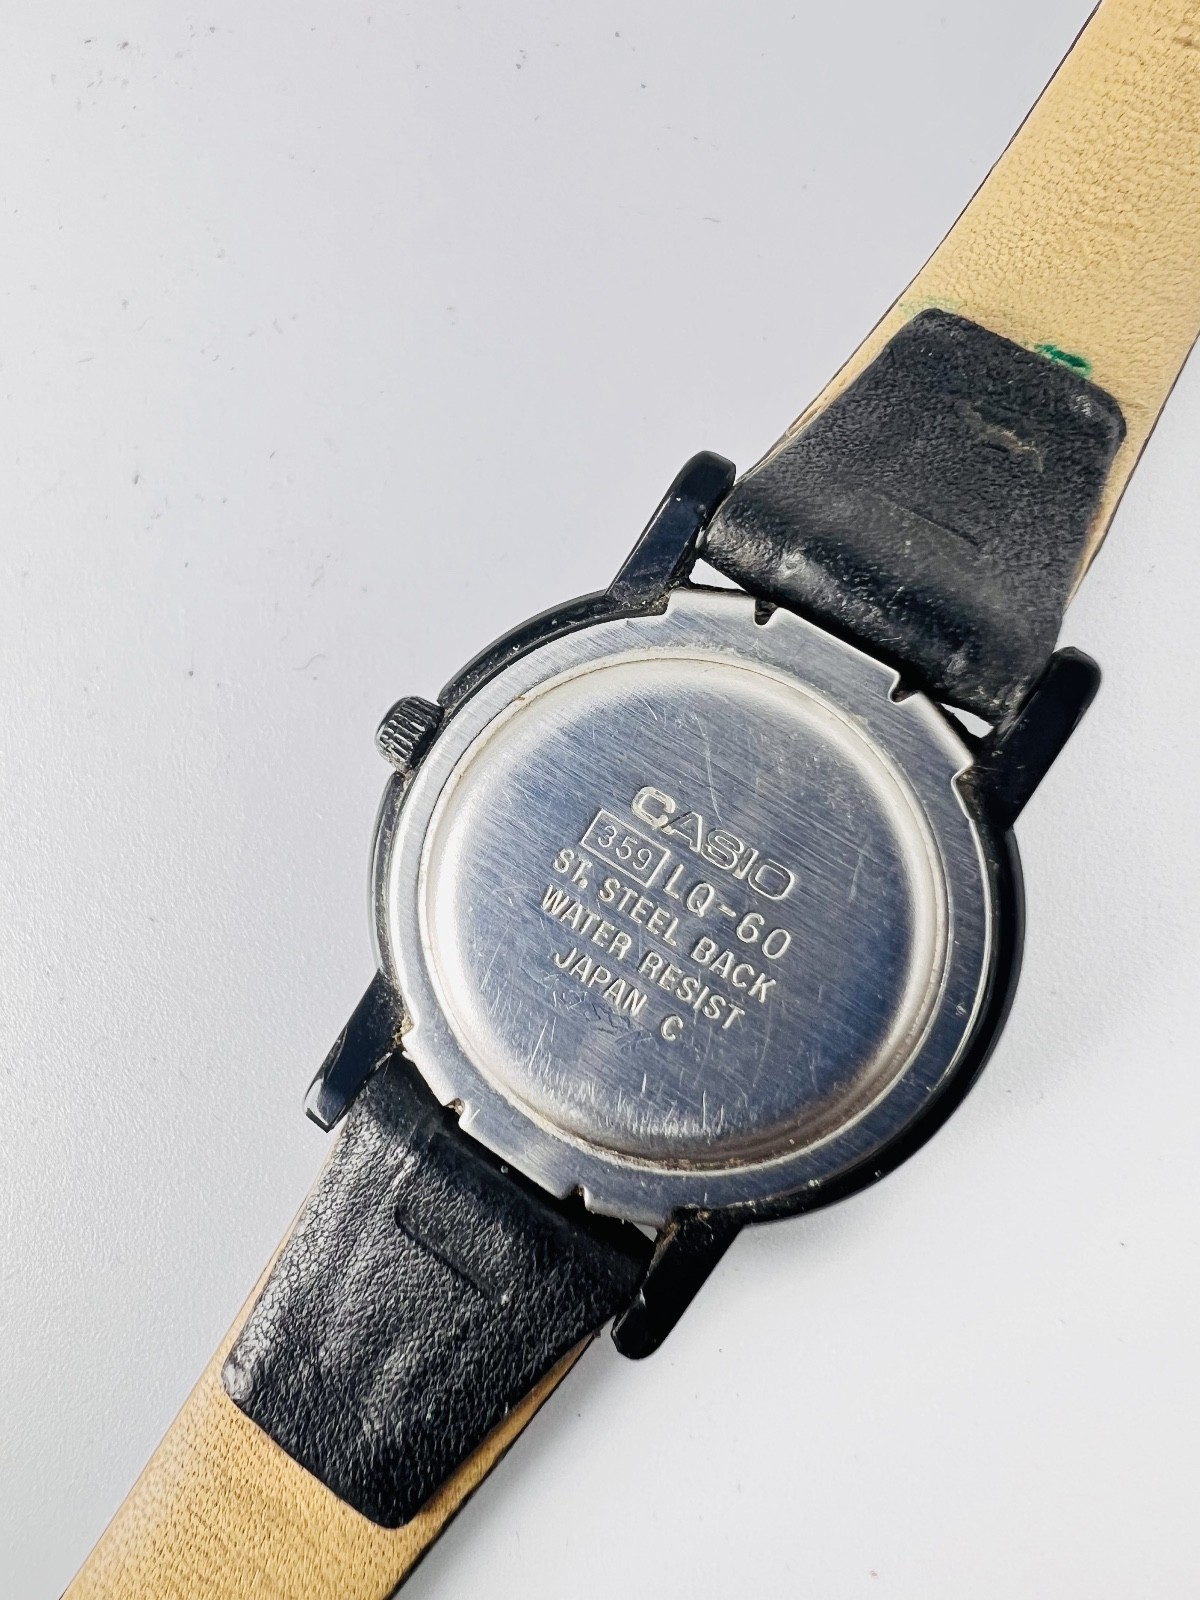 CASIO
359 LQ-60
ST. STEEL BACK
WATER RESIST
JAPAN C